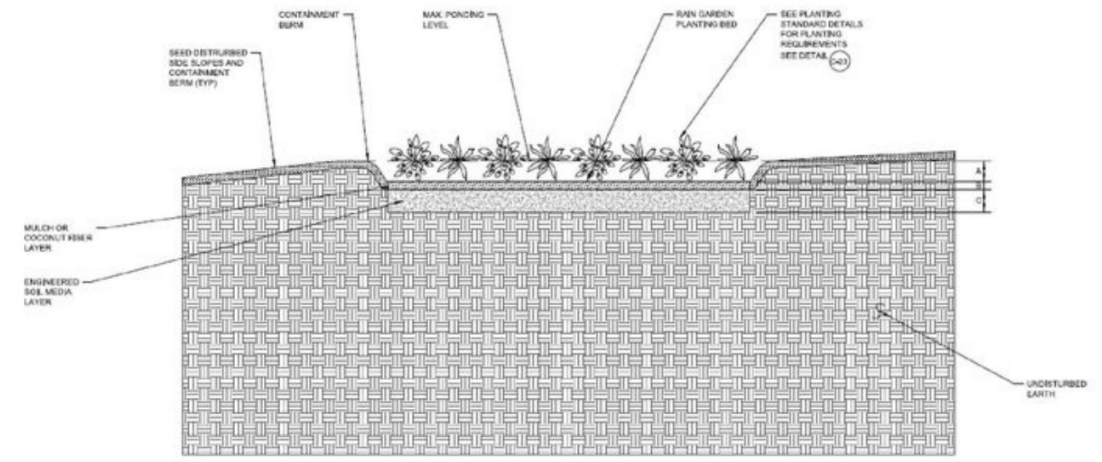 CONTAINMENT
BERM
MAX. PONDING
LEVEL
RAIN GARDEN
PLANTING BED
SEE PLANTING
STANDARD DETAILS
FOR PLANTING
REQUIREMENTS
SEE DETAIL
SEED DISTRURBED
SIDE SLOPES AND
CONTAINMENT
BERM (TYP)
A
B
C
MULCH OR
COCONUT FIBER
LAYER
ENGINEERED
SOIL MEDIA
LAYER
UNDISTURBED
EARTH